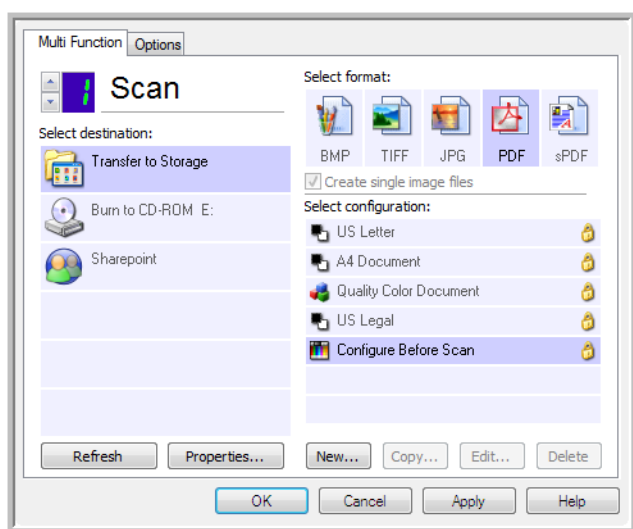 Multi Function Options
1 Scan
Select destination:
Transfer to Storage
Burn to CD-ROM E:
Sharepoint
Refresh Properties...
Select format:
BMP TIFF JPG PDF sPDF
Create single image files
Select configuration:
US Letter
A4 Document
Quality Color Document
US Legal
Configure Before Scan
New... Copy... Edit... Delete
OK Cancel Apply Help